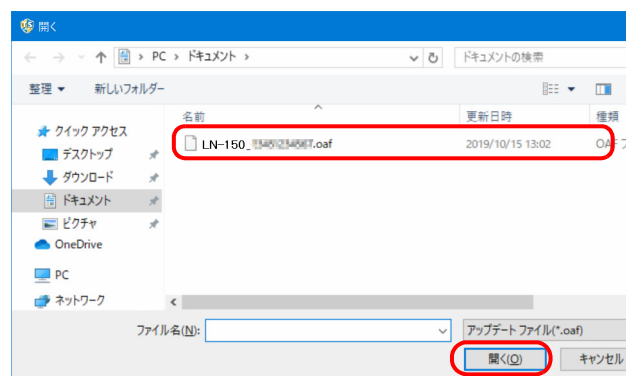 開く
PC › ドキュメント ›
ドキュメントの検索
整理 新しいフォルダー
名前 更新日時 種類
クイック アクセス
LN-150_ .oaf 2019/10/15 13:02 OAF
デスクトップ
ダウンロード
ドキュメント
ピクチャ
OneDrive
PC
ネットワーク
ファイル名(N): アップデート ファイル(*.oaf)
開く(O) キャンセル